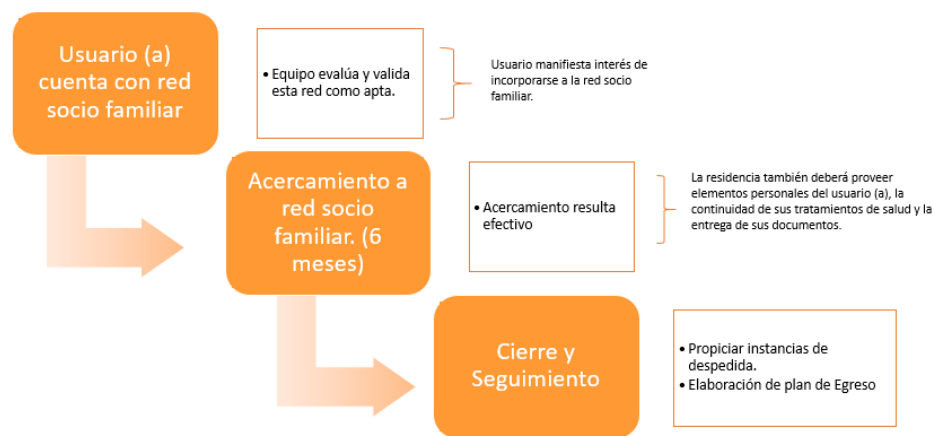 Usuario (a)
cuenta con red
socio familiar
• Equipo evalúa y valida
esta red como apta.
Usuario manifiesta interés de
incorporarse a la red socio
familiar.
Acercamiento a
red socio
familiar. (6
meses)
• Acercamiento resulta
efectivo
La residencia también deberá proveer
elementos personales del usuario (a), la
continuidad de sus tratamientos de salud y la
entrega de sus documentos.
Cierre y
Seguimiento
• Propiciar instancias de
despedida.
• Elaboración de plan de Egreso